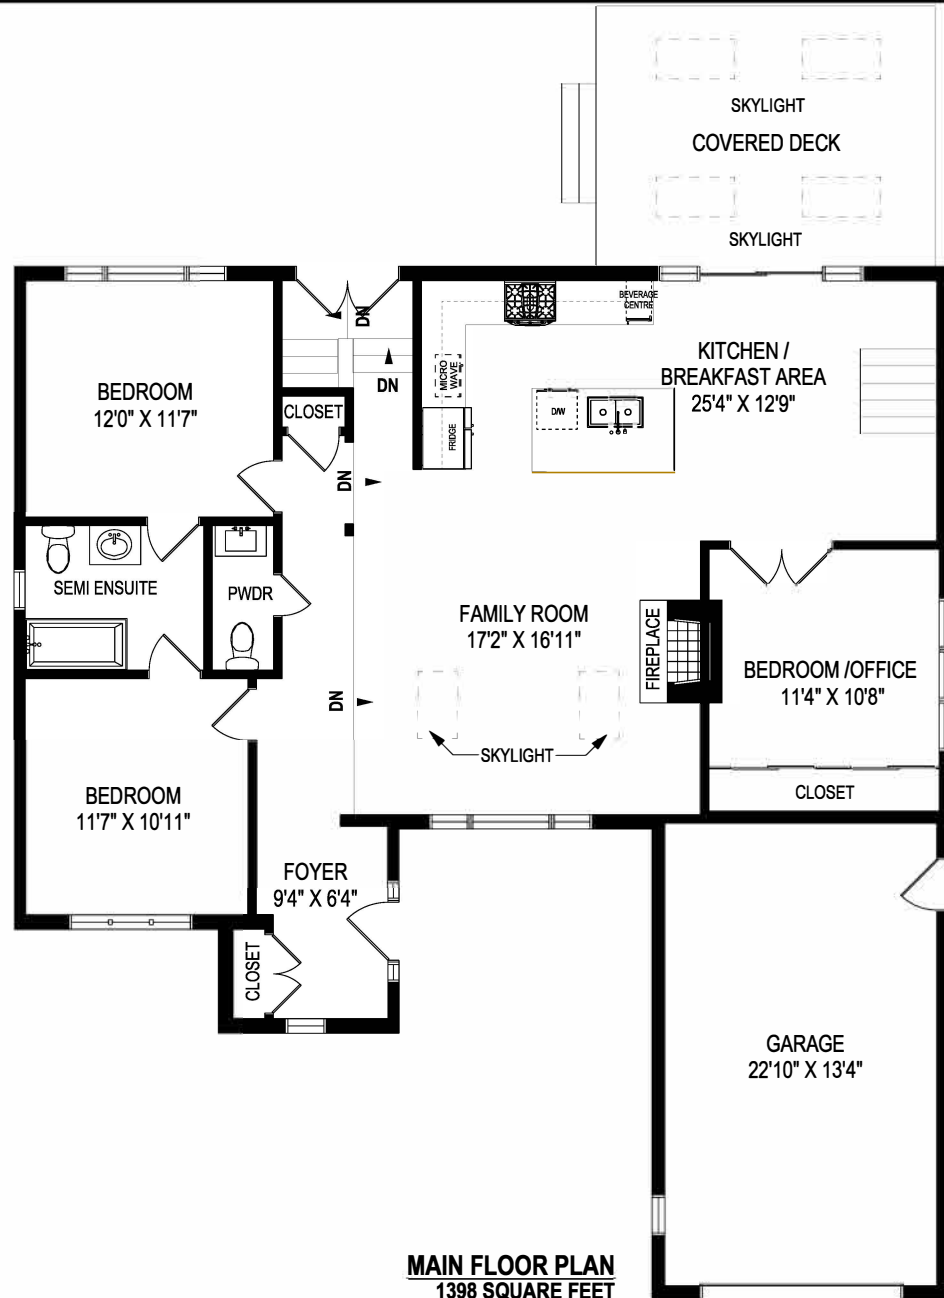 SKYLIGHT
COVERED DECK
SKYLIGHT
BEVERAGE
CENTRE
DN
KITCHEN /
BREAKFAST AREA
25'4" X 12'9"
MICRO
WAVE
DN
BEDROOM
12'0" X 11'7"
CLOSET
D/W
FRIDGE
DN
SEMI ENSUITE
PWDR
FAMILY ROOM
17'2" X 16'11"
FIREPLACE
BEDROOM /OFFICE
11'4" X 10'8"
DN
SKYLIGHT
BEDROOM
11'7" X 10'11"
CLOSET
FOYER
9'4" X 6'4"
CLOSET
GARAGE
22'10" X 13'4"
MAIN FLOOR PLAN
1398 SQUARE FEET